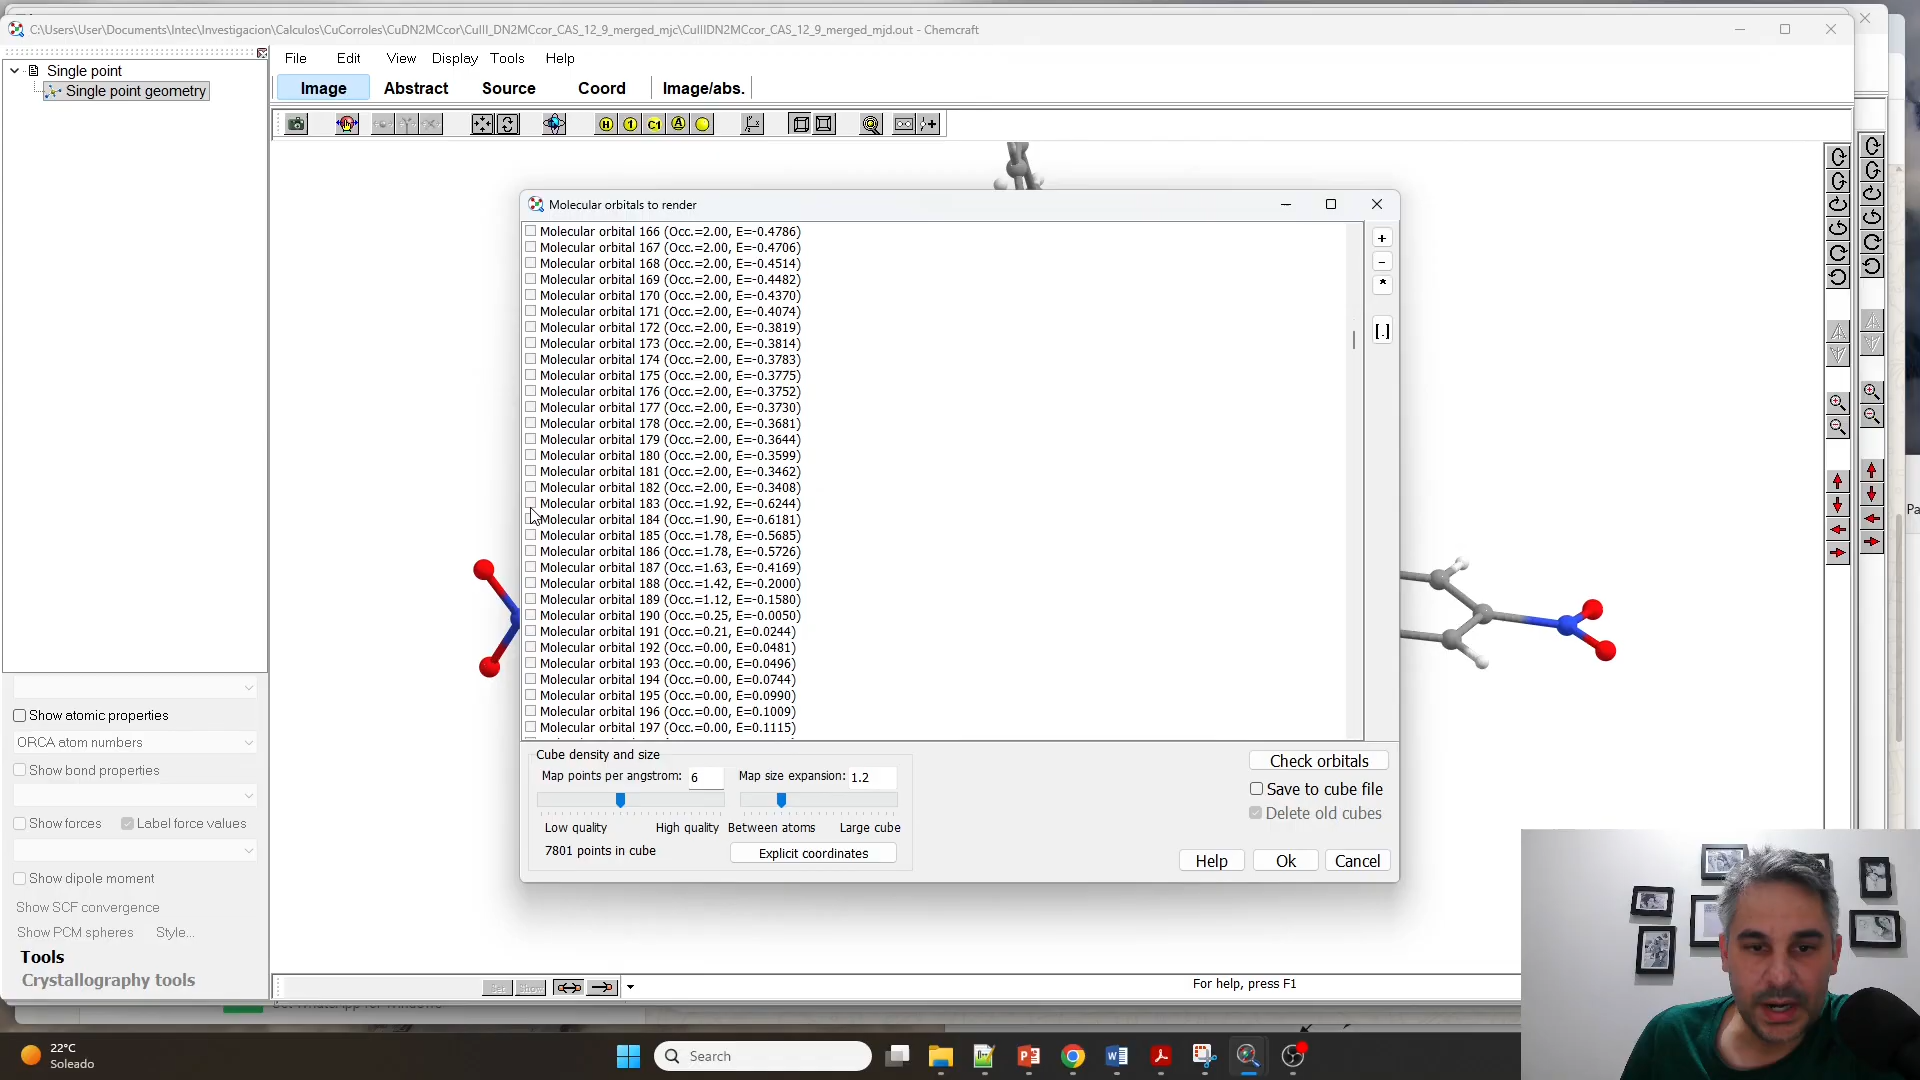 C:\Users\User\Documents\Intec\Investigacion\Calculos\CuCorroles\CuDN2MCcor\CuIII_DN2MCcor_CAS_12_9_merged_mjc\CuIIIDN2MCcor_CAS_12_9_merged_mjd.out - Chemcraft
Single point
Single point geometry
File Edit View Display Tools Help
Image Abstract Source Coord Image/abs.
Molecular orbitals to render
Molecular orbital 166 (Occ.=2.00, E=-0.4786)
Molecular orbital 167 (Occ.=2.00, E=-0.4706)
Molecular orbital 168 (Occ.=2.00, E=-0.4514)
Molecular orbital 169 (Occ.=2.00, E=-0.4482)
Molecular orbital 170 (Occ.=2.00, E=-0.4370)
Molecular orbital 171 (Occ.=2.00, E=-0.4074)
Molecular orbital 172 (Occ.=2.00, E=-0.3819)
Molecular orbital 173 (Occ.=2.00, E=-0.3814)
Molecular orbital 174 (Occ.=2.00, E=-0.3783)
Molecular orbital 175 (Occ.=2.00, E=-0.3775)
Molecular orbital 176 (Occ.=2.00, E=-0.3752)
Molecular orbital 177 (Occ.=2.00, E=-0.3730)
Molecular orbital 178 (Occ.=2.00, E=-0.3681)
Molecular orbital 179 (Occ.=2.00, E=-0.3644)
Molecular orbital 180 (Occ.=2.00, E=-0.3599)
Molecular orbital 181 (Occ.=2.00, E=-0.3462)
Molecular orbital 182 (Occ.=2.00, E=-0.3408)
Molecular orbital 183 (Occ.=1.92, E=-0.6244)
Molecular orbital 184 (Occ.=1.90, E=-0.6181)
Molecular orbital 185 (Occ.=1.78, E=-0.5685)
Molecular orbital 186 (Occ.=1.78, E=-0.5726)
Molecular orbital 187 (Occ.=1.63, E=-0.4169)
Molecular orbital 188 (Occ.=1.42, E=-0.2000)
Molecular orbital 189 (Occ.=1.12, E=-0.1580)
Molecular orbital 190 (Occ.=0.25, E=-0.0050)
Molecular orbital 191 (Occ.=0.21, E=0.0244)
Molecular orbital 192 (Occ.=0.00, E=0.0481)
Molecular orbital 193 (Occ.=0.00, E=0.0496)
Molecular orbital 194 (Occ.=0.00, E=0.0744)
Molecular orbital 195 (Occ.=0.00, E=0.0990)
Molecular orbital 196 (Occ.=0.00, E=0.1009)
Molecular orbital 197 (Occ.=0.00, E=0.1115)
+
-
*
[.]
Cube density and size
Map points per angstrom: 6 Map size expansion: 1.2
Low quality High quality Between atoms Large cube
7801 points in cube Explicit coordinates
Check orbitals
Save to cube file
Delete old cubes
Help Ok Cancel
Show atomic properties
ORCA atom numbers
Show bond properties
Show forces Label force values
Show dipole moment
Show SCF convergence
Show PCM spheres Style...
Tools
Crystallography tools
Set Show
For help, press F1
Pa
22°C
Soleado
Search